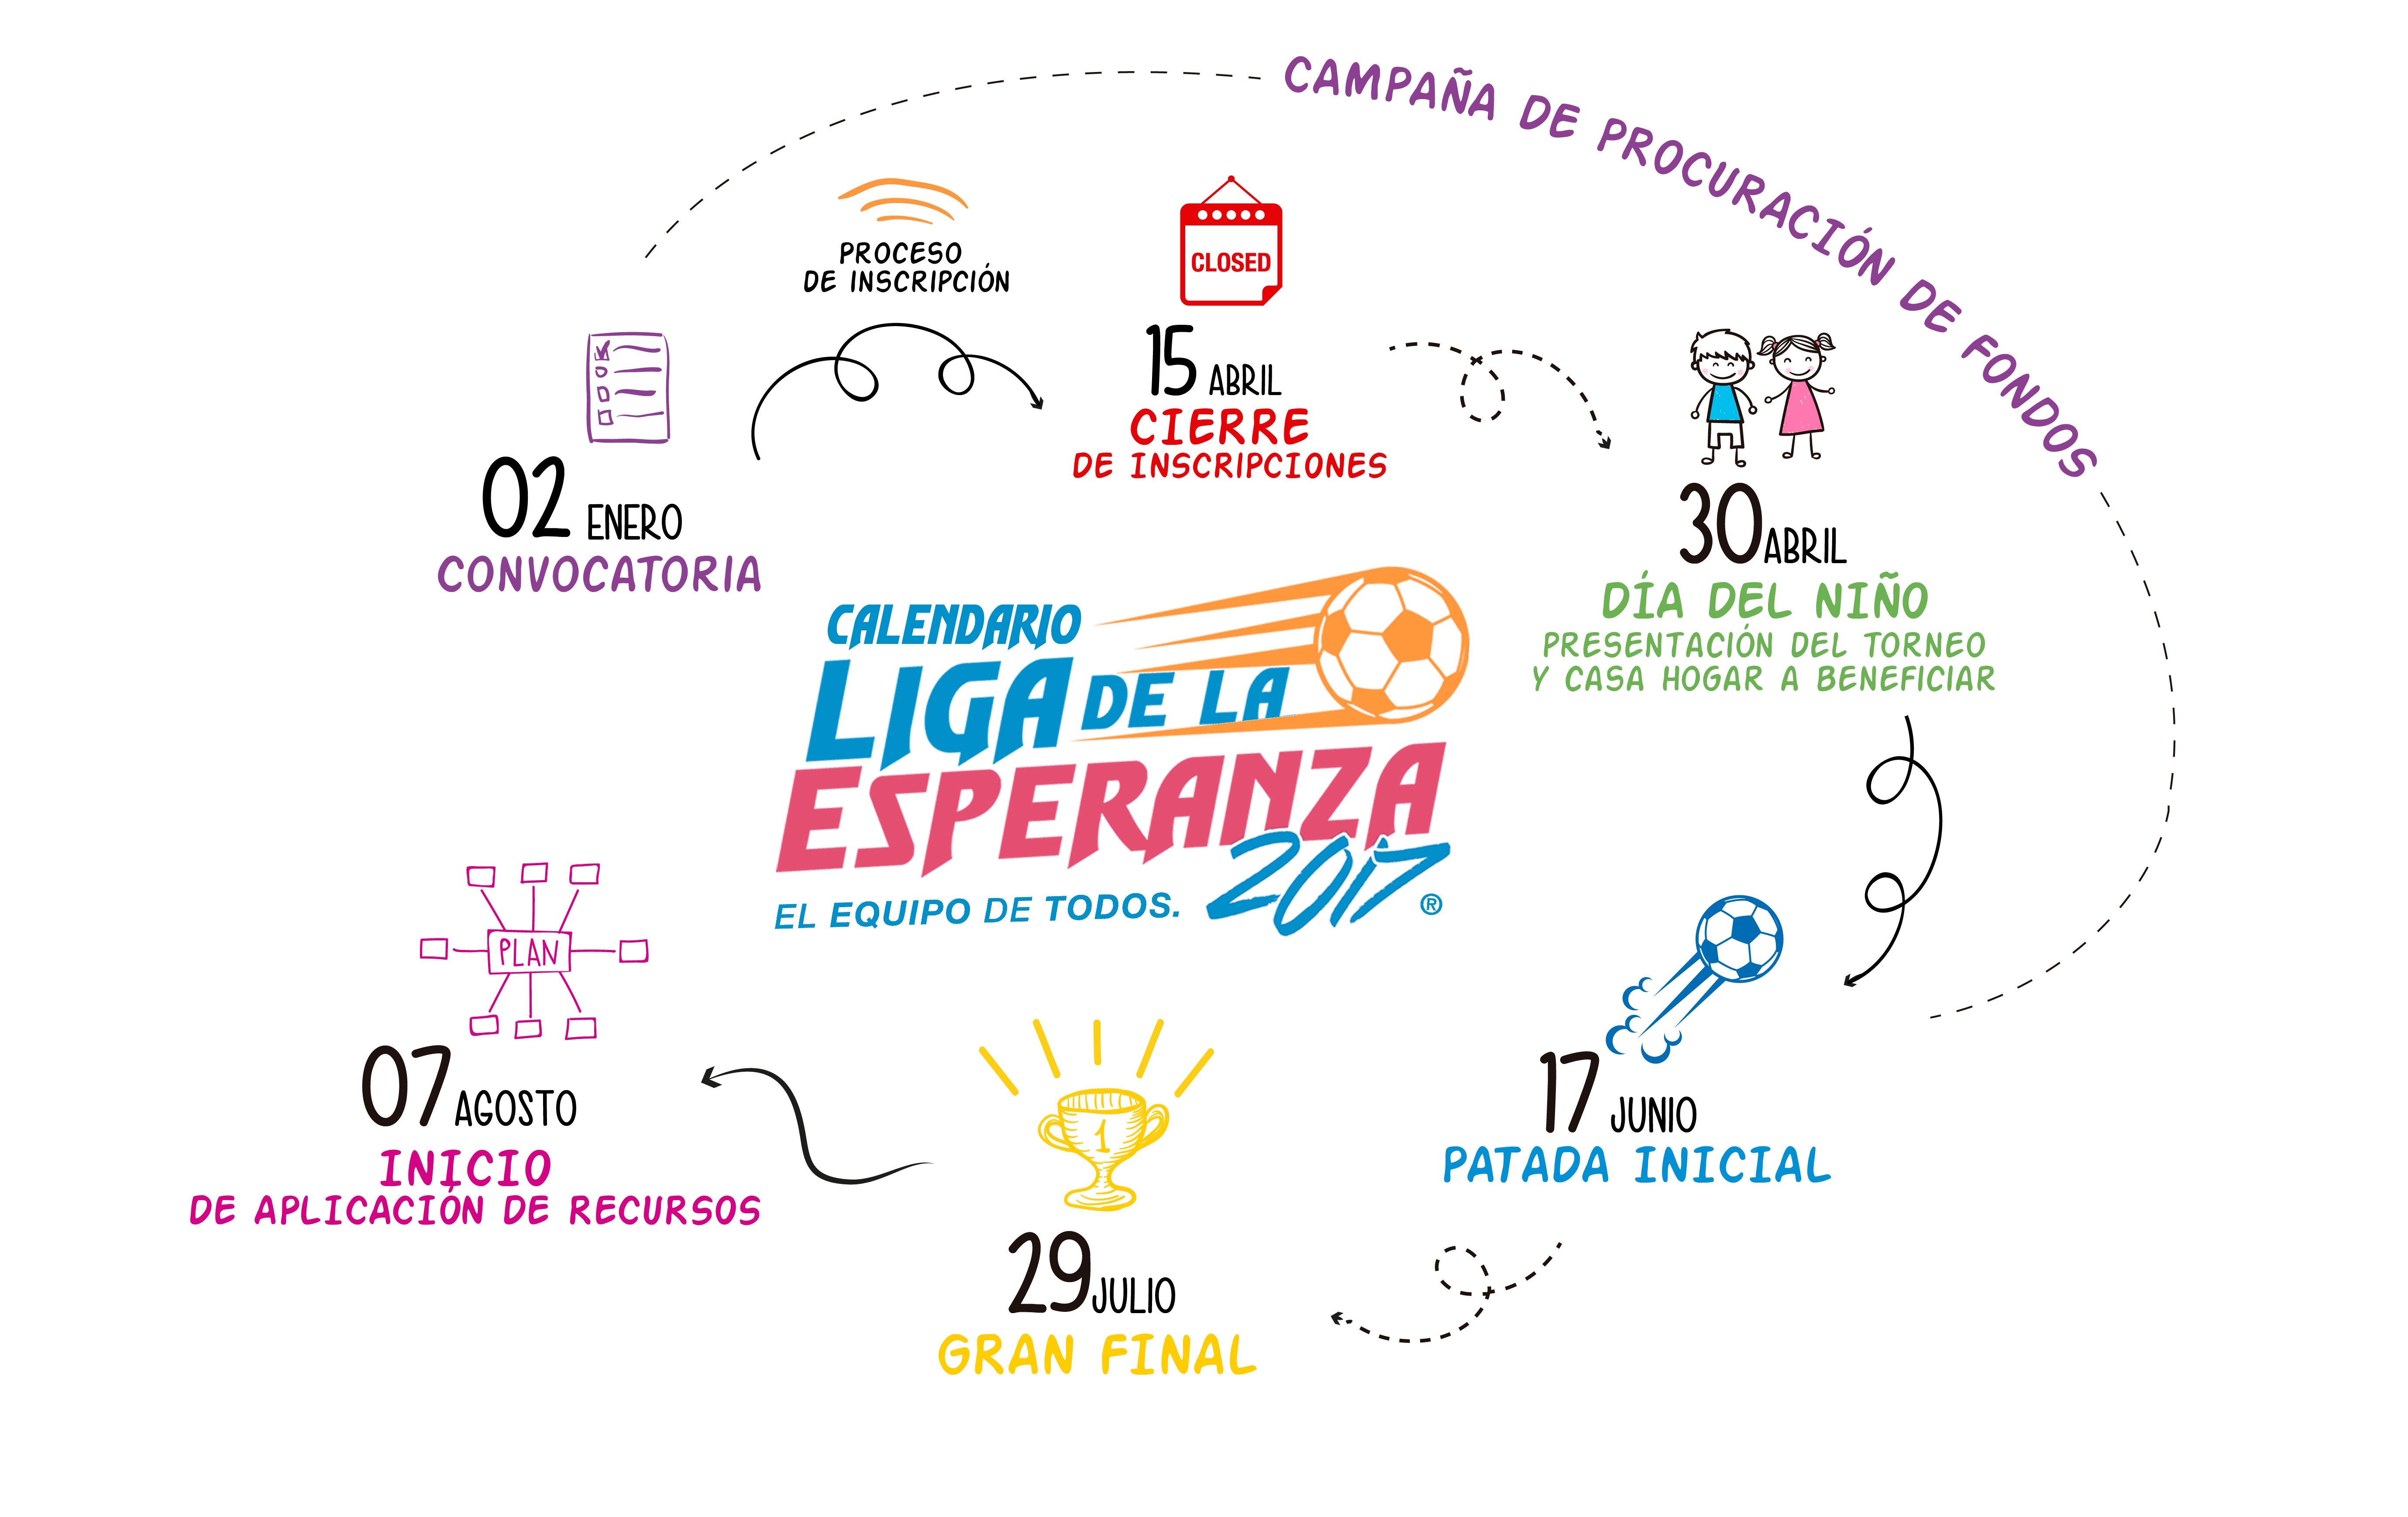 CAMPAÑA DE PROCURACIÓN DE FONDOS
PROCESO
DE INSCRIPCIÓN
CLOSED
02 ENERO
CONVOCATORIA
15 ABRIL
CIERRE
DE INSCRIPCIONES
30 ABRIL
DÍA DEL NIÑO
PRESENTACIÓN DEL TORNEO
Y CASA HOGAR A BENEFICIAR
CALENDARIO
LIGA DE LA
ESPERANZA
2017
EL EQUIPO DE TODOS. ®
17 JUNIO
PATADA INICIAL
1
29 JULIO
GRAN FINAL
PLAN
07 AGOSTO
INICIO
DE APLICACIÓN DE RECURSOS